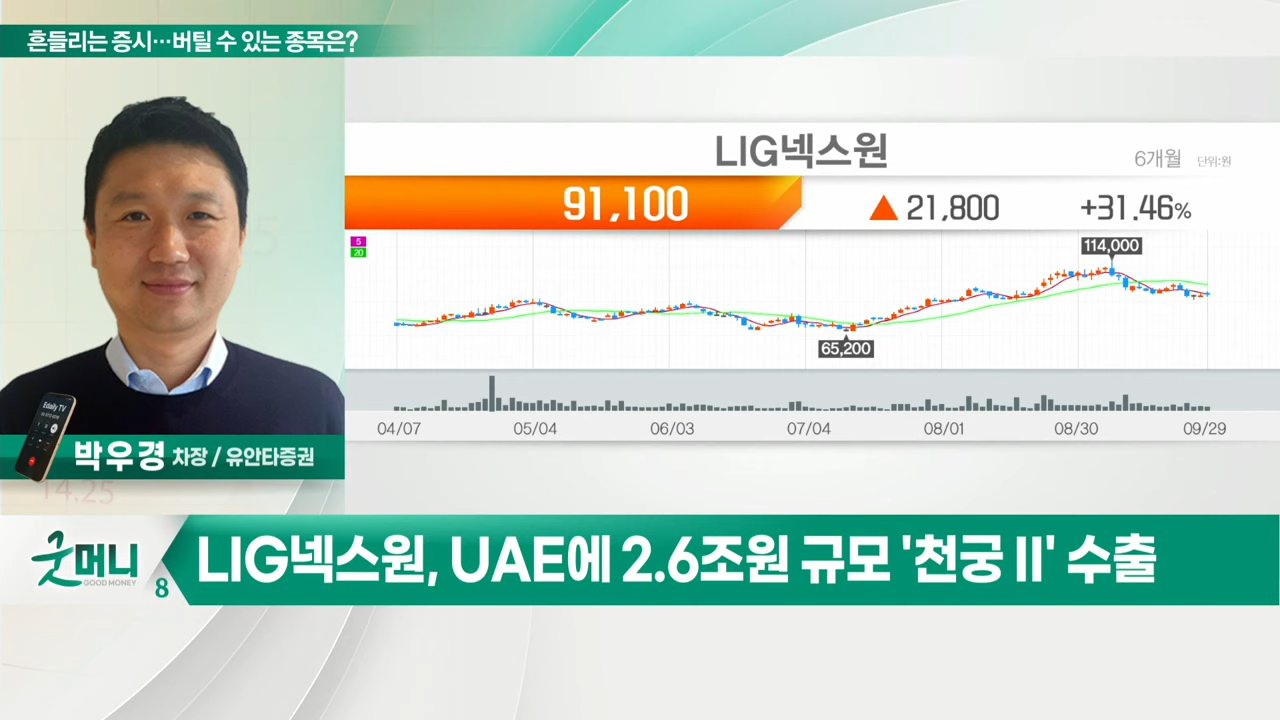 흔들리는 증시…버틸 수 있는 종목은?
LIG넥스원
6개월 단위:원
91,100 ▲ 21,800 +31.46%
5
20
114,000
65,200
04/07 05/04 06/03 07/04 08/01 08/30 09/29
Edaily TV
박우경 차장 / 유안타증권
14.25
굿머니
GOOD MONEY
8
LIG넥스원, UAE에 2.6조원 규모 '천궁Ⅱ' 수출